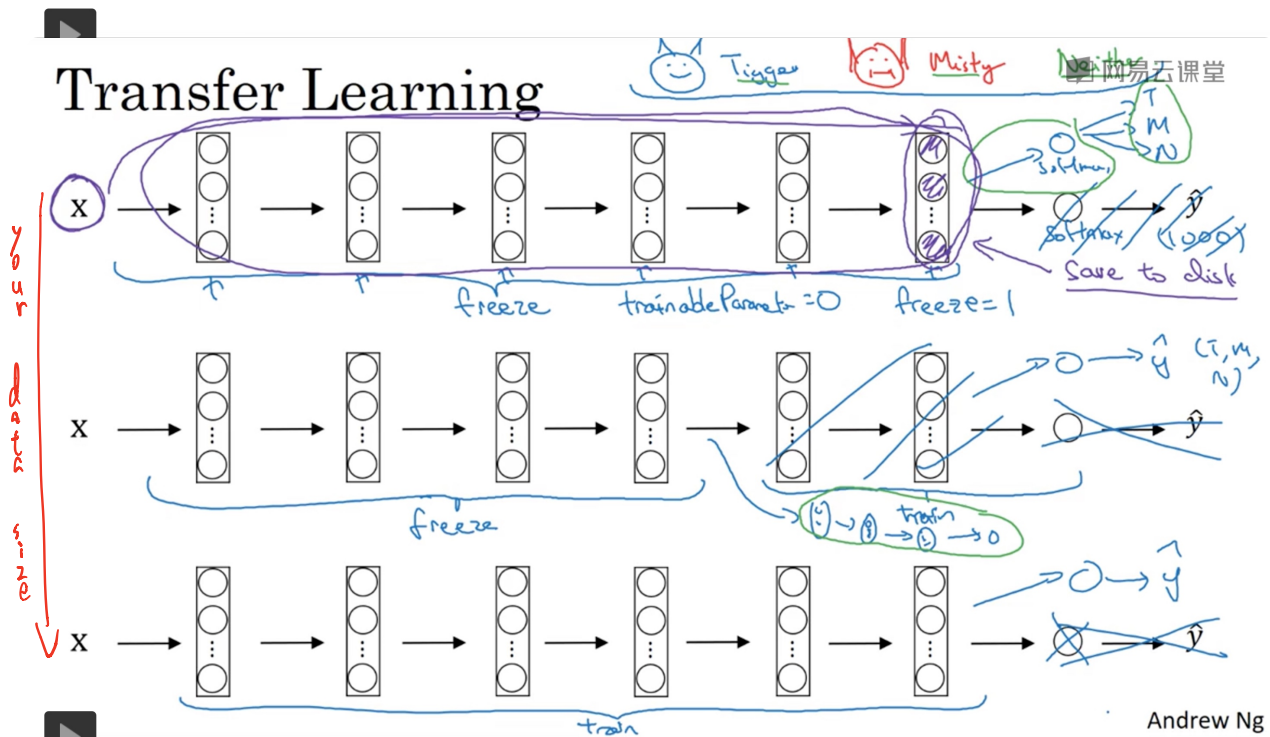 Tigger Misty Neither
网易云课堂
Transfer Learning
T
M
N
softmax
x
softmax
ŷ
(1000)
save to disk
freeze trainableParameter=0 freeze=1
your data size
ŷ (T, M, N)
x
ŷ
freeze
train
ŷ
x
ŷ
train
Andrew Ng